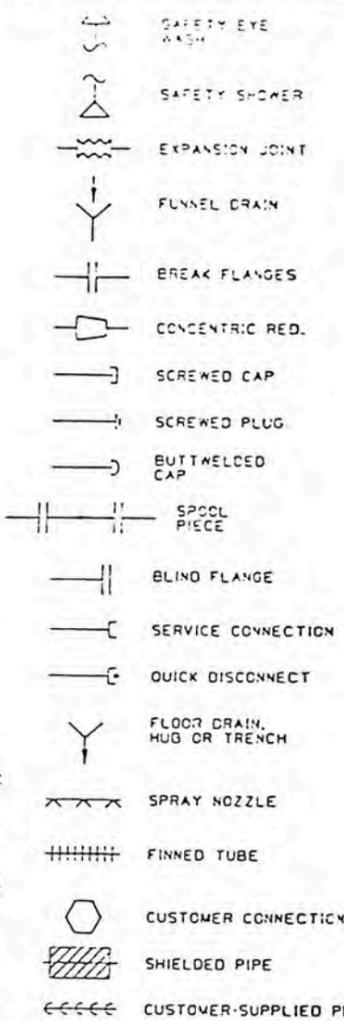 SAFETY EYE
WASH
SAFETY SHOWER
EXPANSION JOINT
FUNNEL DRAIN
BREAK FLANGES
CONCENTRIC RED.
SCREWED CAP
SCREWED PLUG
BUTTWELDED
CAP
SPOOL
PIECE
BLIND FLANGE
SERVICE CONNECTION
QUICK DISCONNECT
FLOOR DRAIN,
HUB OR TRENCH
SPRAY NOZZLE
FINNED TUBE
CUSTOMER CONNECTION
SHIELDED PIPE
CUSTOMER-SUPPLIED